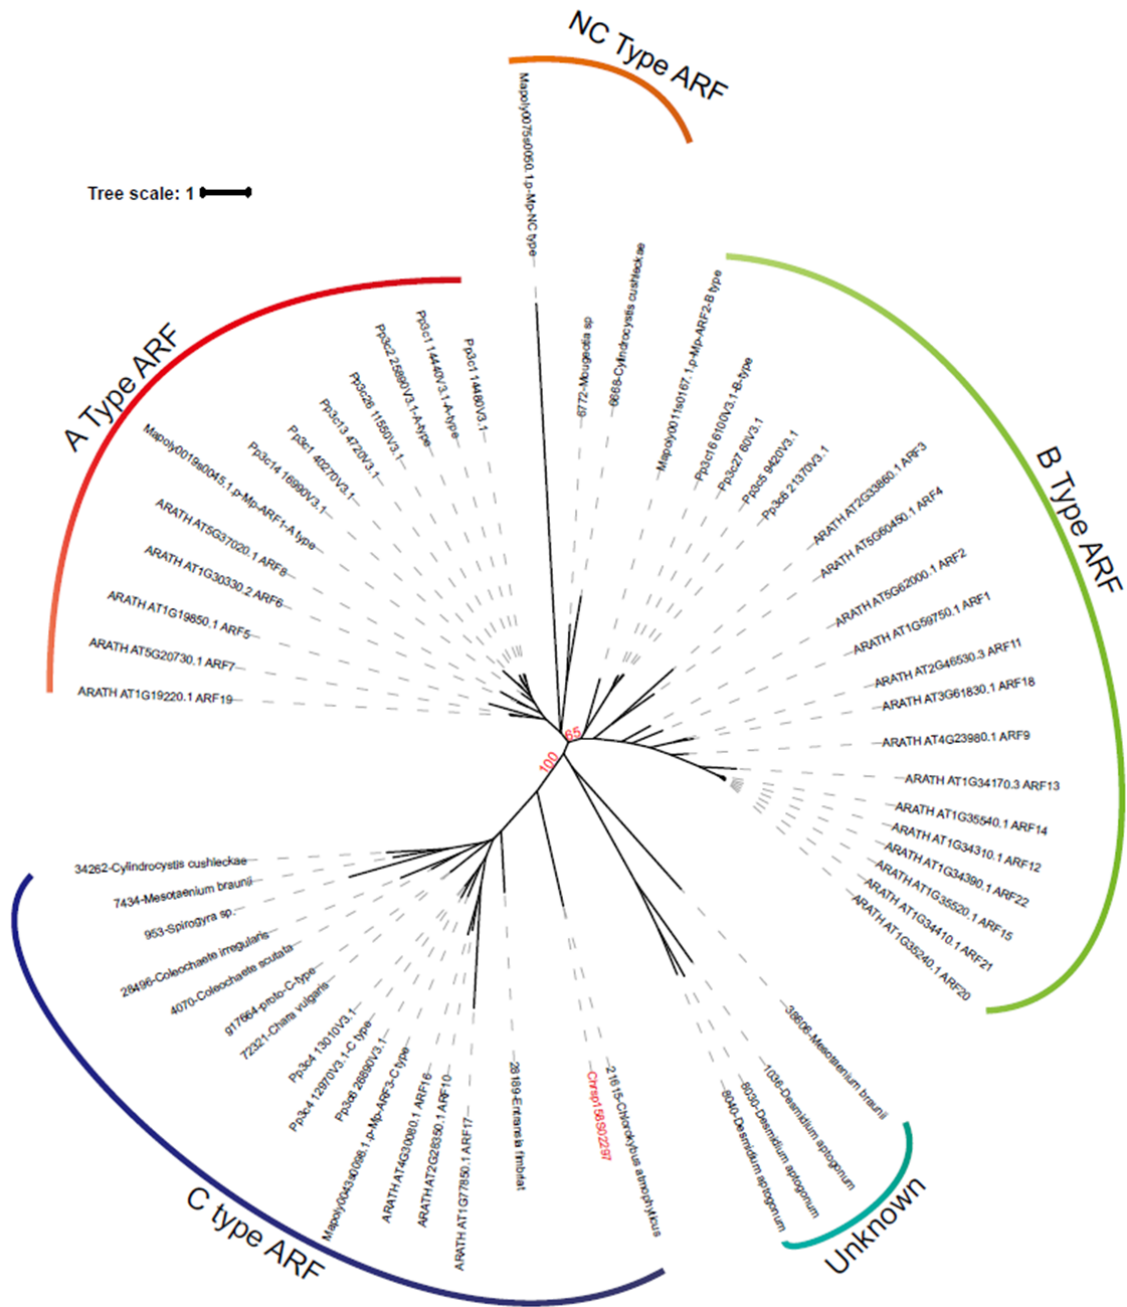 NC Type ARF
Mapoly0075s0050.1.p-Mp-NC type
Tree scale: 1
6772-Mougeotia sp
6668-Cylindrocystis cushleckae
A Type ARF
Pp3c1 14480V3.1
Pp3c1 14440V3.1-A-type
Pp3c2 25890V3.1-A-type
Pp3c26 11550V3.1
Pp3c13 4720V3.1
Pp3c1 40270V3.1
Pp3c14 16990V3.1
Mapoly0019s0045.1.p-Mp-ARF1-A type
ARATH AT5G37020.1 ARF8
ARATH AT1G30330.2 ARF6
ARATH AT1G19850.1 ARF5
ARATH AT5G20730.1 ARF7
ARATH AT1G19220.1 ARF19
B Type ARF
Mapoly0011s0167.1.p-Mp-ARF2-B type
Pp3c16 6100V3.1-B-type
Pp3c27 60V3.1
Pp3c5 9420V3.1
Pp3c6 21370V3.1
ARATH AT2G33860.1 ARF3
ARATH AT5G60450.1 ARF4
ARATH AT5G62000.1 ARF2
ARATH AT1G59750.1 ARF1
ARATH AT2G46530.3 ARF11
ARATH AT3G61830.1 ARF18
ARATH AT4G23980.1 ARF9
ARATH AT1G34170.3 ARF13
ARATH AT1G35540.1 ARF14
ARATH AT1G34310.1 ARF12
ARATH AT1G34390.1 ARF22
ARATH AT1G35520.1 ARF15
ARATH AT1G34410.1 ARF21
ARATH AT1G35240.1 ARF20
65
100
34262-Cylindrocystis cushleckae
7434-Mesotaenium braunii
953-Spirogyra sp.
28496-Coleochaete irregularis
4070-Coleochaete scutata
g17664-proto-C-type
72321-Chara vulgaris
Pp3c4 13010V3.1
Pp3c4 12970V3.1-C type
Pp3c6 26890V3.1
Mapoly0043s0098.1.p-Mp-ARF3-C type
ARATH AT4G30080.1 ARF16
ARATH AT2G28350.1 ARF10
ARATH AT1G77850.1 ARF17
28189-Entransia fimbriat
Chrsp158S02297
21615-Chlorokybus atmophyticus
C type ARF
38606-Mesotaenium braunii
1036-Desmidium aptogonum
8030-Desmidium aptogonum
8040-Desmidium aptogonum
Unknown